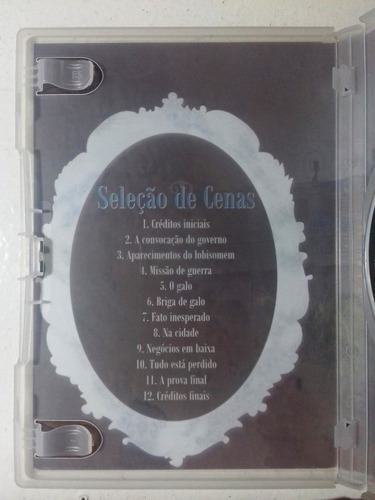 Seleção de Cenas
1. Créditos iniciais
2. A convocação do governo
3. Aparecimentos do lobisomem
4. Missão de guerra
5. O galo
6. Briga de galo
7. Fato inesperado
8. Na cidade
9. Negócios em baixa
10. Tudo está perdido
11. A prova final
12. Créditos finais